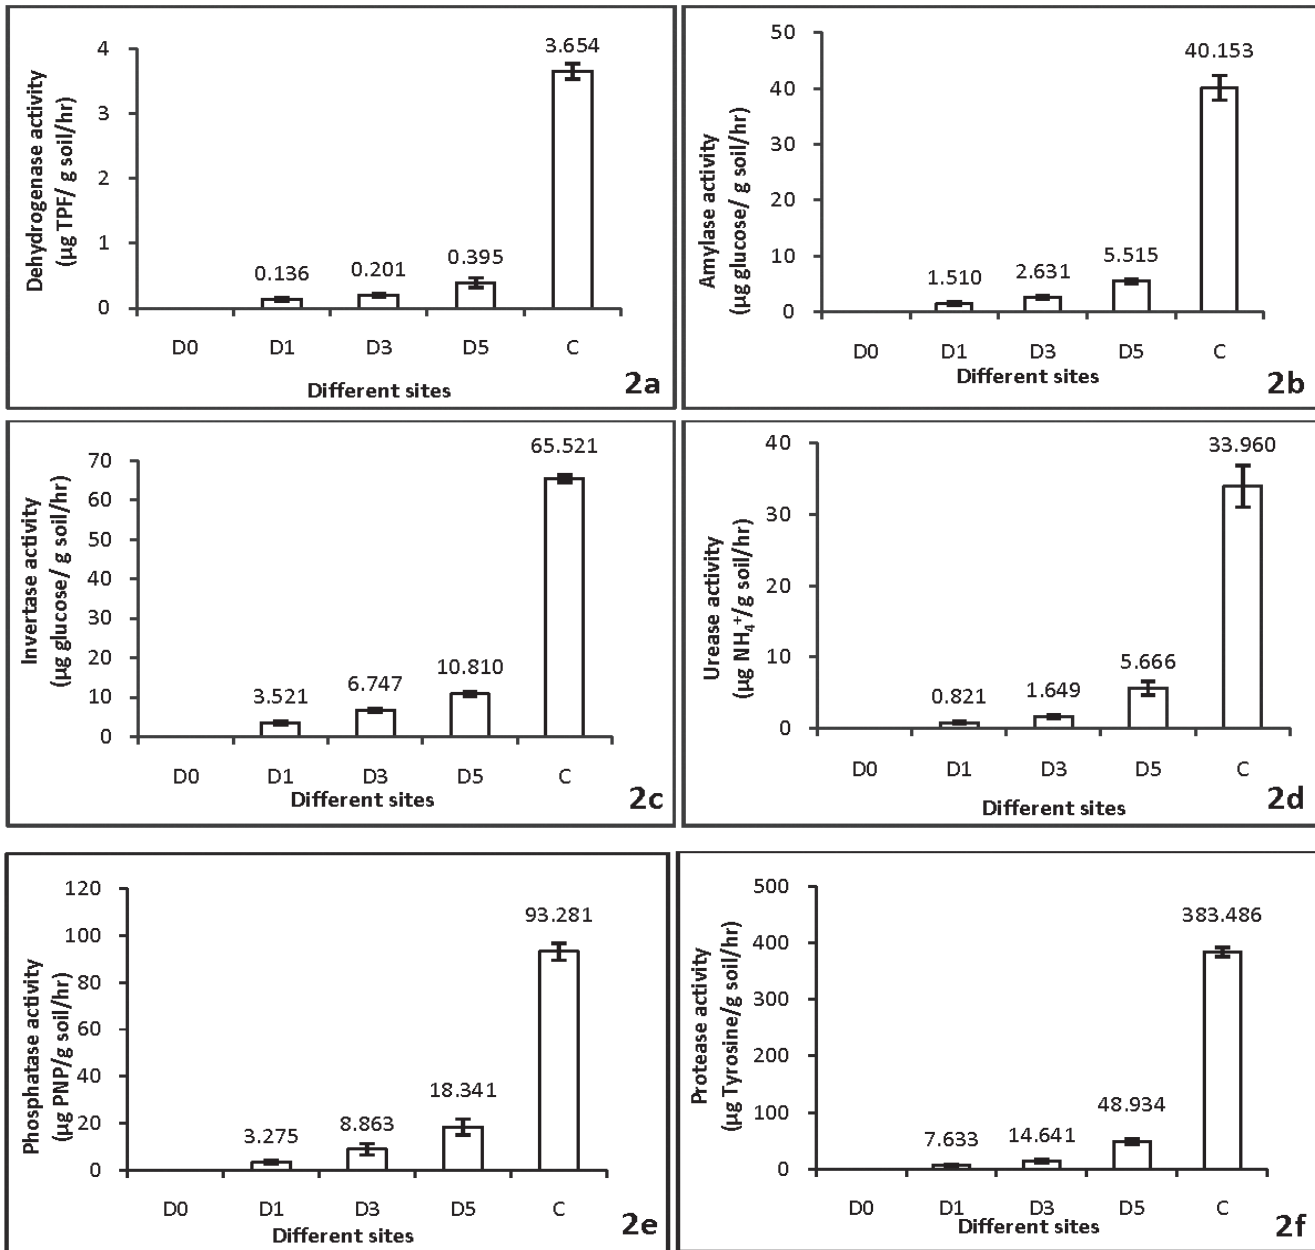 Dehydrogenase activity
(µg TPF/ g soil/hr)
4
3
2
1
0
0.136
0.201
0.395
3.654
D0 D1 D3 D5 C
Different sites
2a
Amylase activity
(µg glucose/ g soil/hr)
50
40
30
20
10
0
1.510
2.631
5.515
40.153
D0 D1 D3 D5 C
Different sites
2b
Invertase activity
(µg glucose/ g soil/hr)
70
60
50
40
30
20
10
0
3.521
6.747
10.810
65.521
D0 D1 D3 D5 C
Different sites
2c
Urease activity
(µg NH₄⁺/g soil/hr)
40
30
20
10
0
0.821
1.649
5.666
33.960
D0 D1 D3 D5 C
Different sites
2d
Phosphatase activity
(µg PNP/g soil/hr)
120
100
80
60
40
20
0
3.275
8.863
18.341
93.281
D0 D1 D3 D5 C
Different sites
2e
Protease activity
(µg Tyrosine/g soil/hr)
500
400
300
200
100
0
7.633
14.641
48.934
383.486
D0 D1 D3 D5 C
Different sites
2f